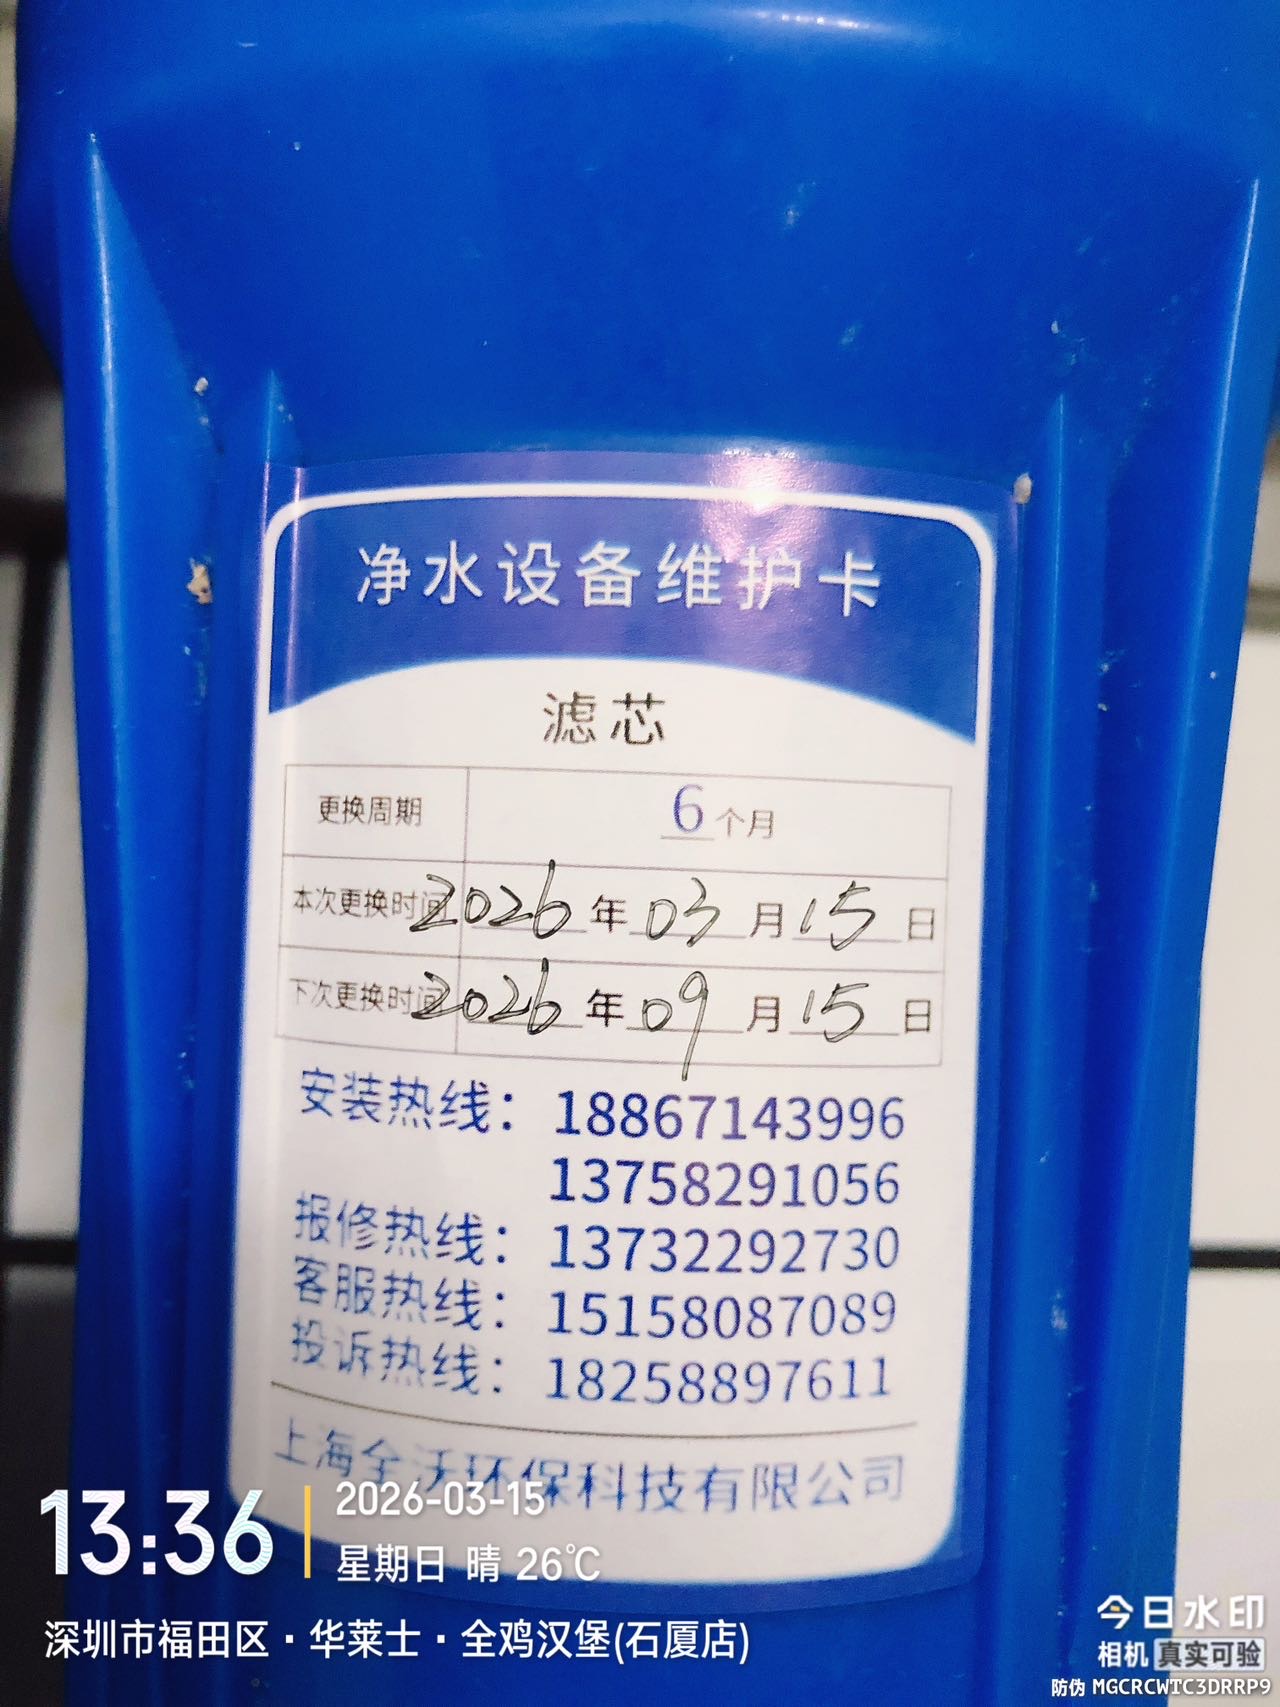 净水设备维护卡
滤芯
更换周期 6个月
本次更换时间 2026年03月15日
下次更换时间 2026年09月15日
安装热线：18867143996
13758291056
报修热线：13732292730
客服热线：15158087089
投诉热线：18258897611
上海全沃环保科技有限公司
13:36
2026-03-15
星期日 晴 26℃
深圳市福田区·华莱士·全鸡汉堡(石厦店)
今日水印
相机 真实可验
防伪 MGCRCWTC3DRRP9